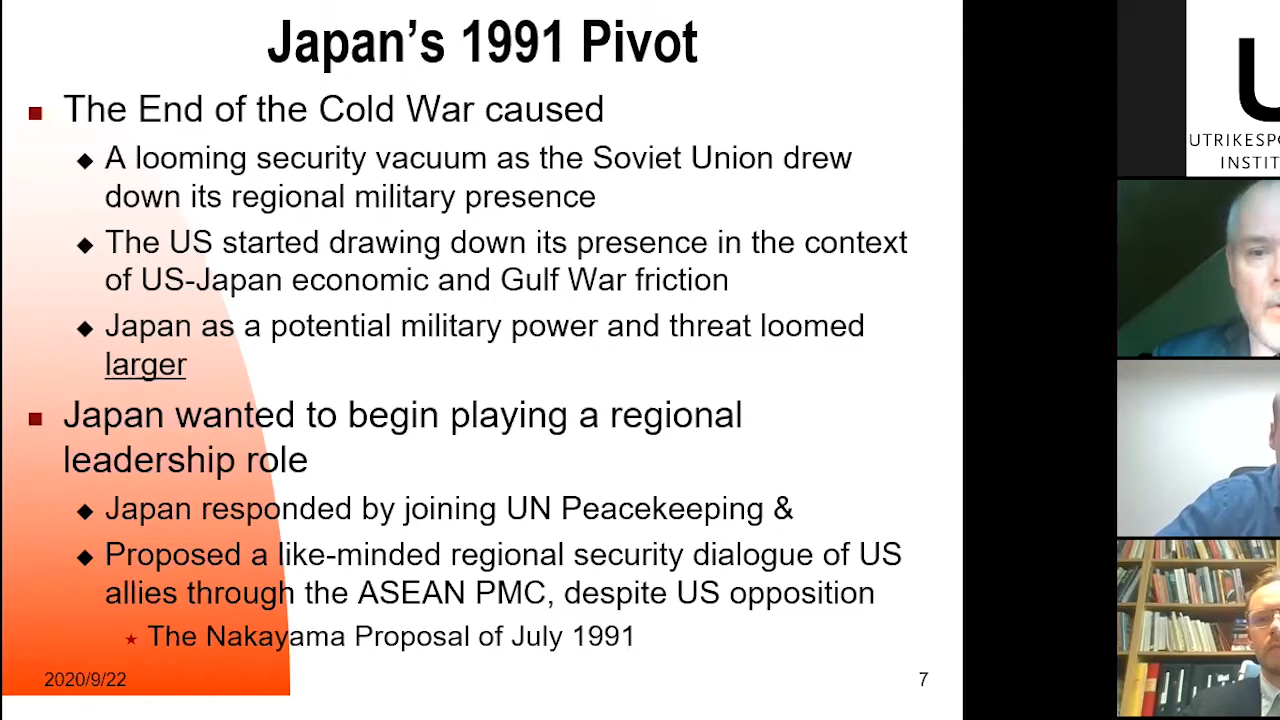 Japan's 1991 Pivot
The End of the Cold War caused
A looming security vacuum as the Soviet Union drew
down its regional military presence
The US started drawing down its presence in the context
of US-Japan economic and Gulf War friction
Japan as a potential military power and threat loomed
larger
Japan wanted to begin playing a regional
leadership role
Japan responded by joining UN Peacekeeping &
Proposed a like-minded regional security dialogue of US
allies through the ASEAN PMC, despite US opposition
The Nakayama Proposal of July 1991
2020/9/22
7
U